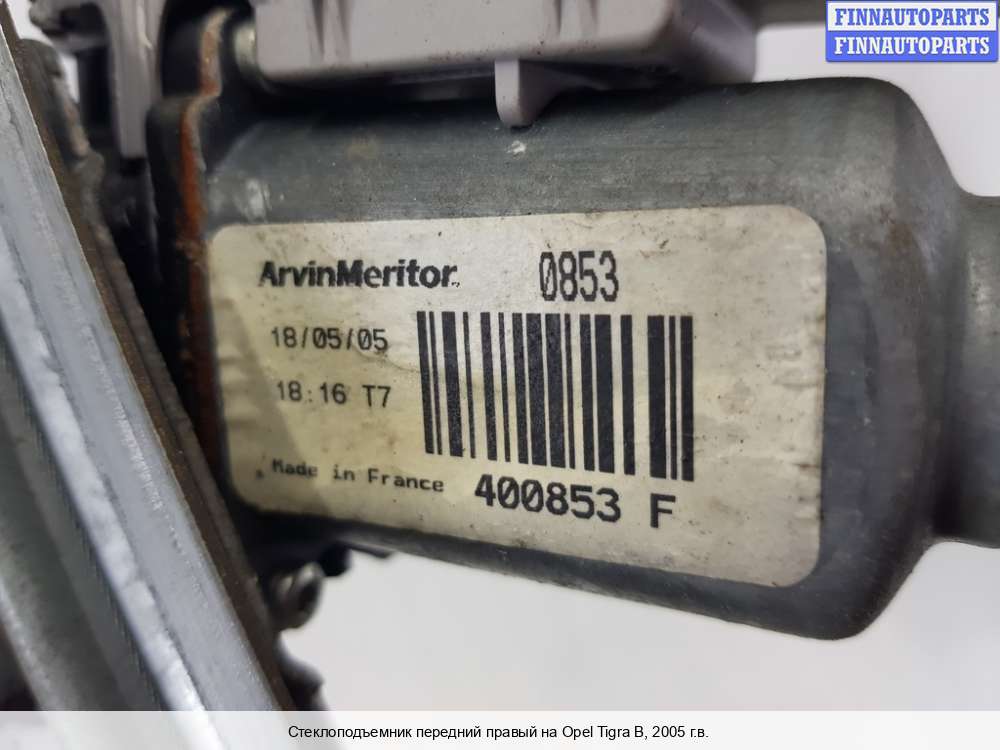 FINNAUTOPARTS
FINNAUTOPARTS
ArvinMeritor 0853
18/05/05
18:16 T7
Made in France 400853 F
Стеклоподъемник передний правый на Opel Tigra B, 2005 г.в.